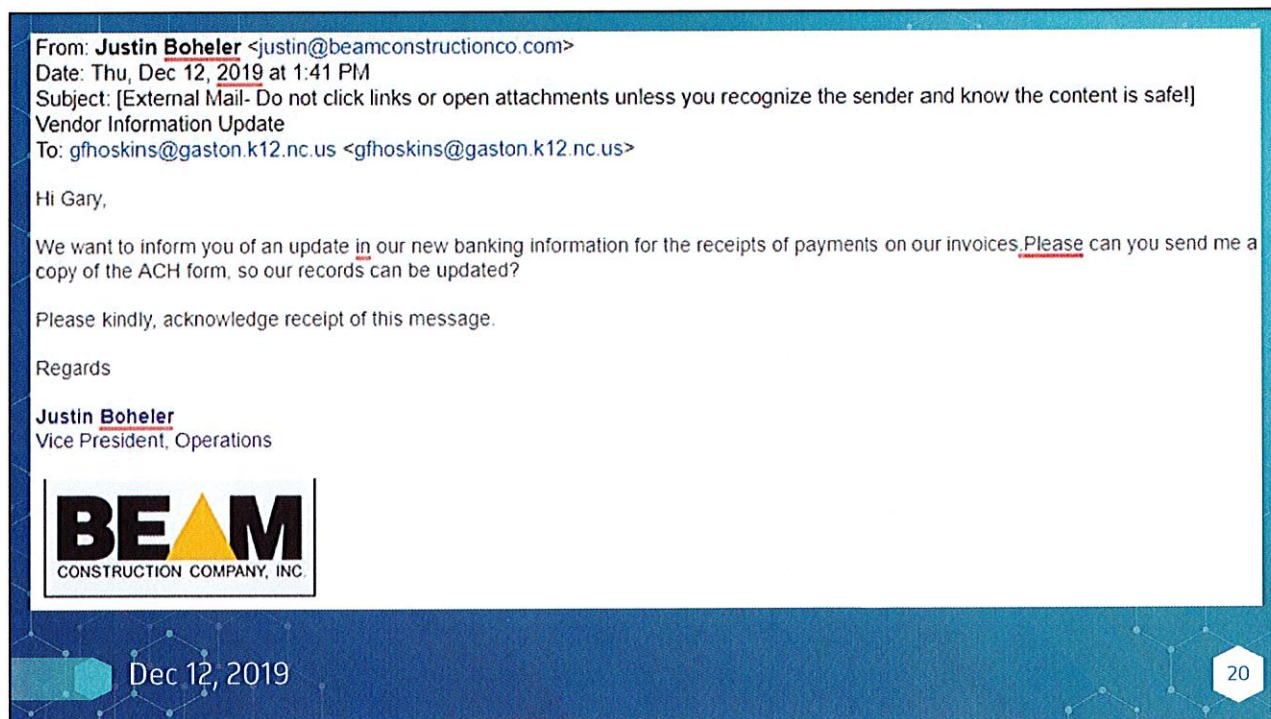 From: Justin Boheler <justin@beamconstructionco.com>
Date: Thu, Dec 12, 2019 at 1:41 PM
Subject: [External Mail- Do not click links or open attachments unless you recognize the sender and know the content is safe!]
Vendor Information Update
To: gfhoskins@gaston.k12.nc.us <gfhoskins@gaston.k12.nc.us>
Hi Gary,
We want to inform you of an update in our new banking information for the receipts of payments on our invoices.Please can you send me a
copy of the ACH form, so our records can be updated?
Please kindly, acknowledge receipt of this message.
Regards
Justin Boheler
Vice President, Operations
BEAM
CONSTRUCTION COMPANY, INC.
Dec 12, 2019
20